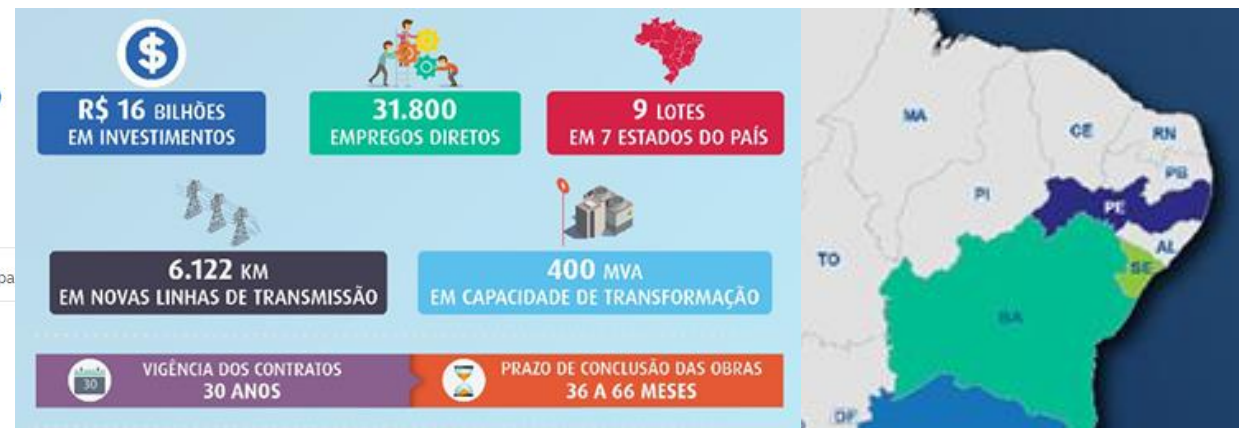 R$ 16 BILHÕES
EM INVESTIMENTOS
31.800
EMPREGOS DIRETOS
9 LOTES
EM 7 ESTADOS DO PAÍS
6.122 KM
EM NOVAS LINHAS DE TRANSMISSÃO
400 MVA
EM CAPACIDADE DE TRANSFORMAÇÃO
30
VIGÊNCIA DOS CONTRATOS
30 ANOS
PRAZO DE CONCLUSÃO DAS OBRAS
36 A 66 MESES
pa
MA
CE
RN
PB
PI
PE
AL
SE
TO
BA
DF